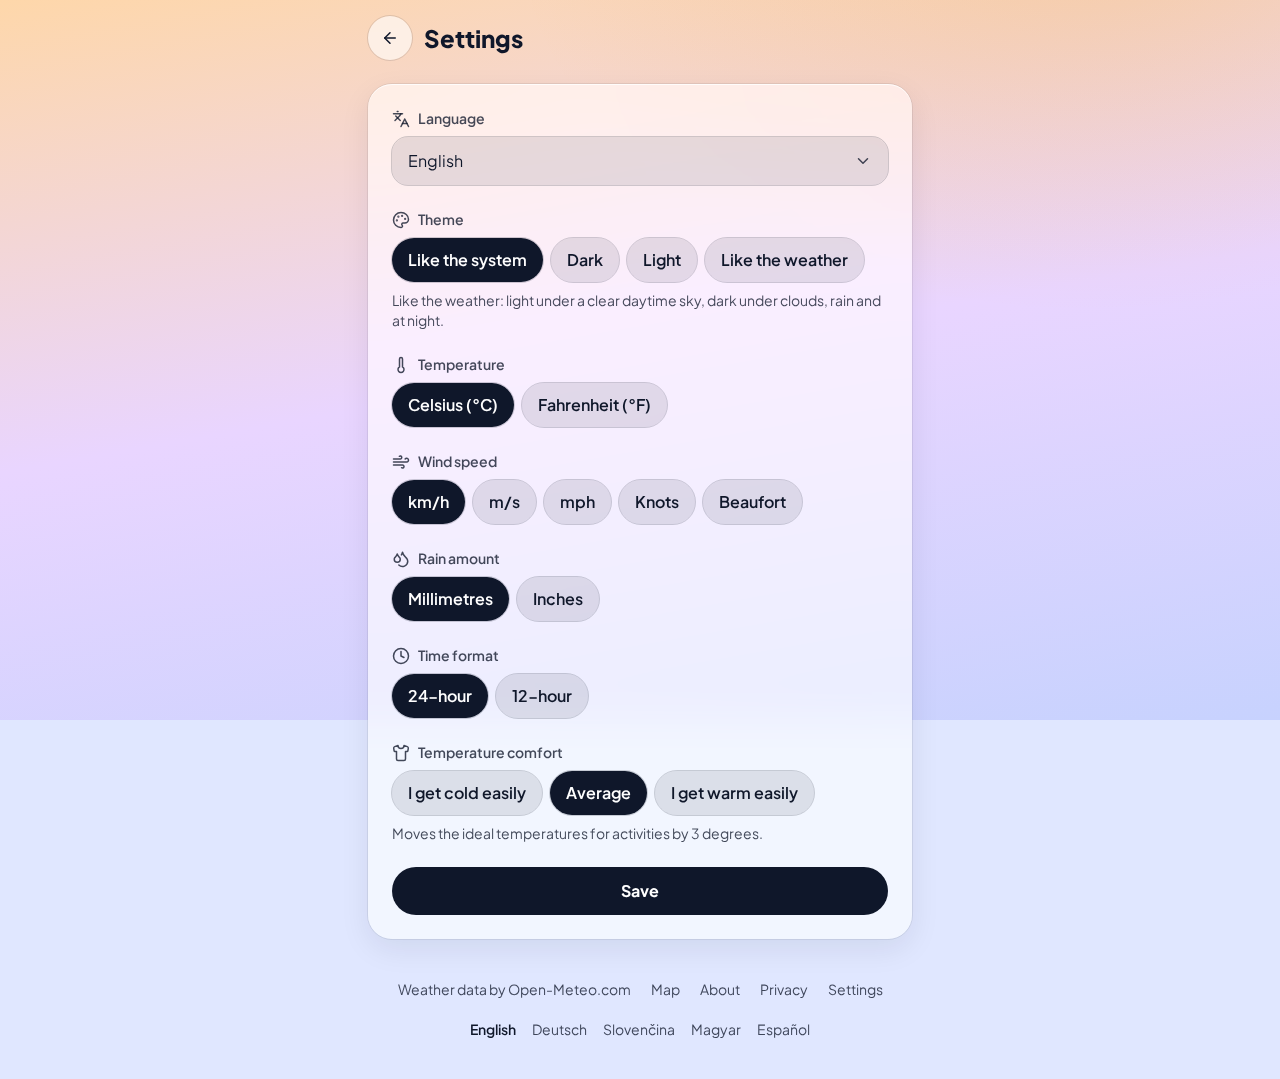 Settings
Language
English
Theme
Like the system
Dark
Light
Like the weather
Like the weather: light under a clear daytime sky, dark under clouds, rain and
at night.
Temperature
Celsius (°C)
Fahrenheit (°F)
Wind speed
km/h
m/s
mph
Knots
Beaufort
Rain amount
Millimetres
Inches
Time format
24-hour
12-hour
Temperature comfort
I get cold easily
Average
I get warm easily
Moves the ideal temperatures for activities by 3 degrees.
Save
Weather data by Open-Meteo.com Map About Privacy Settings
English Deutsch Slovenčina Magyar Español